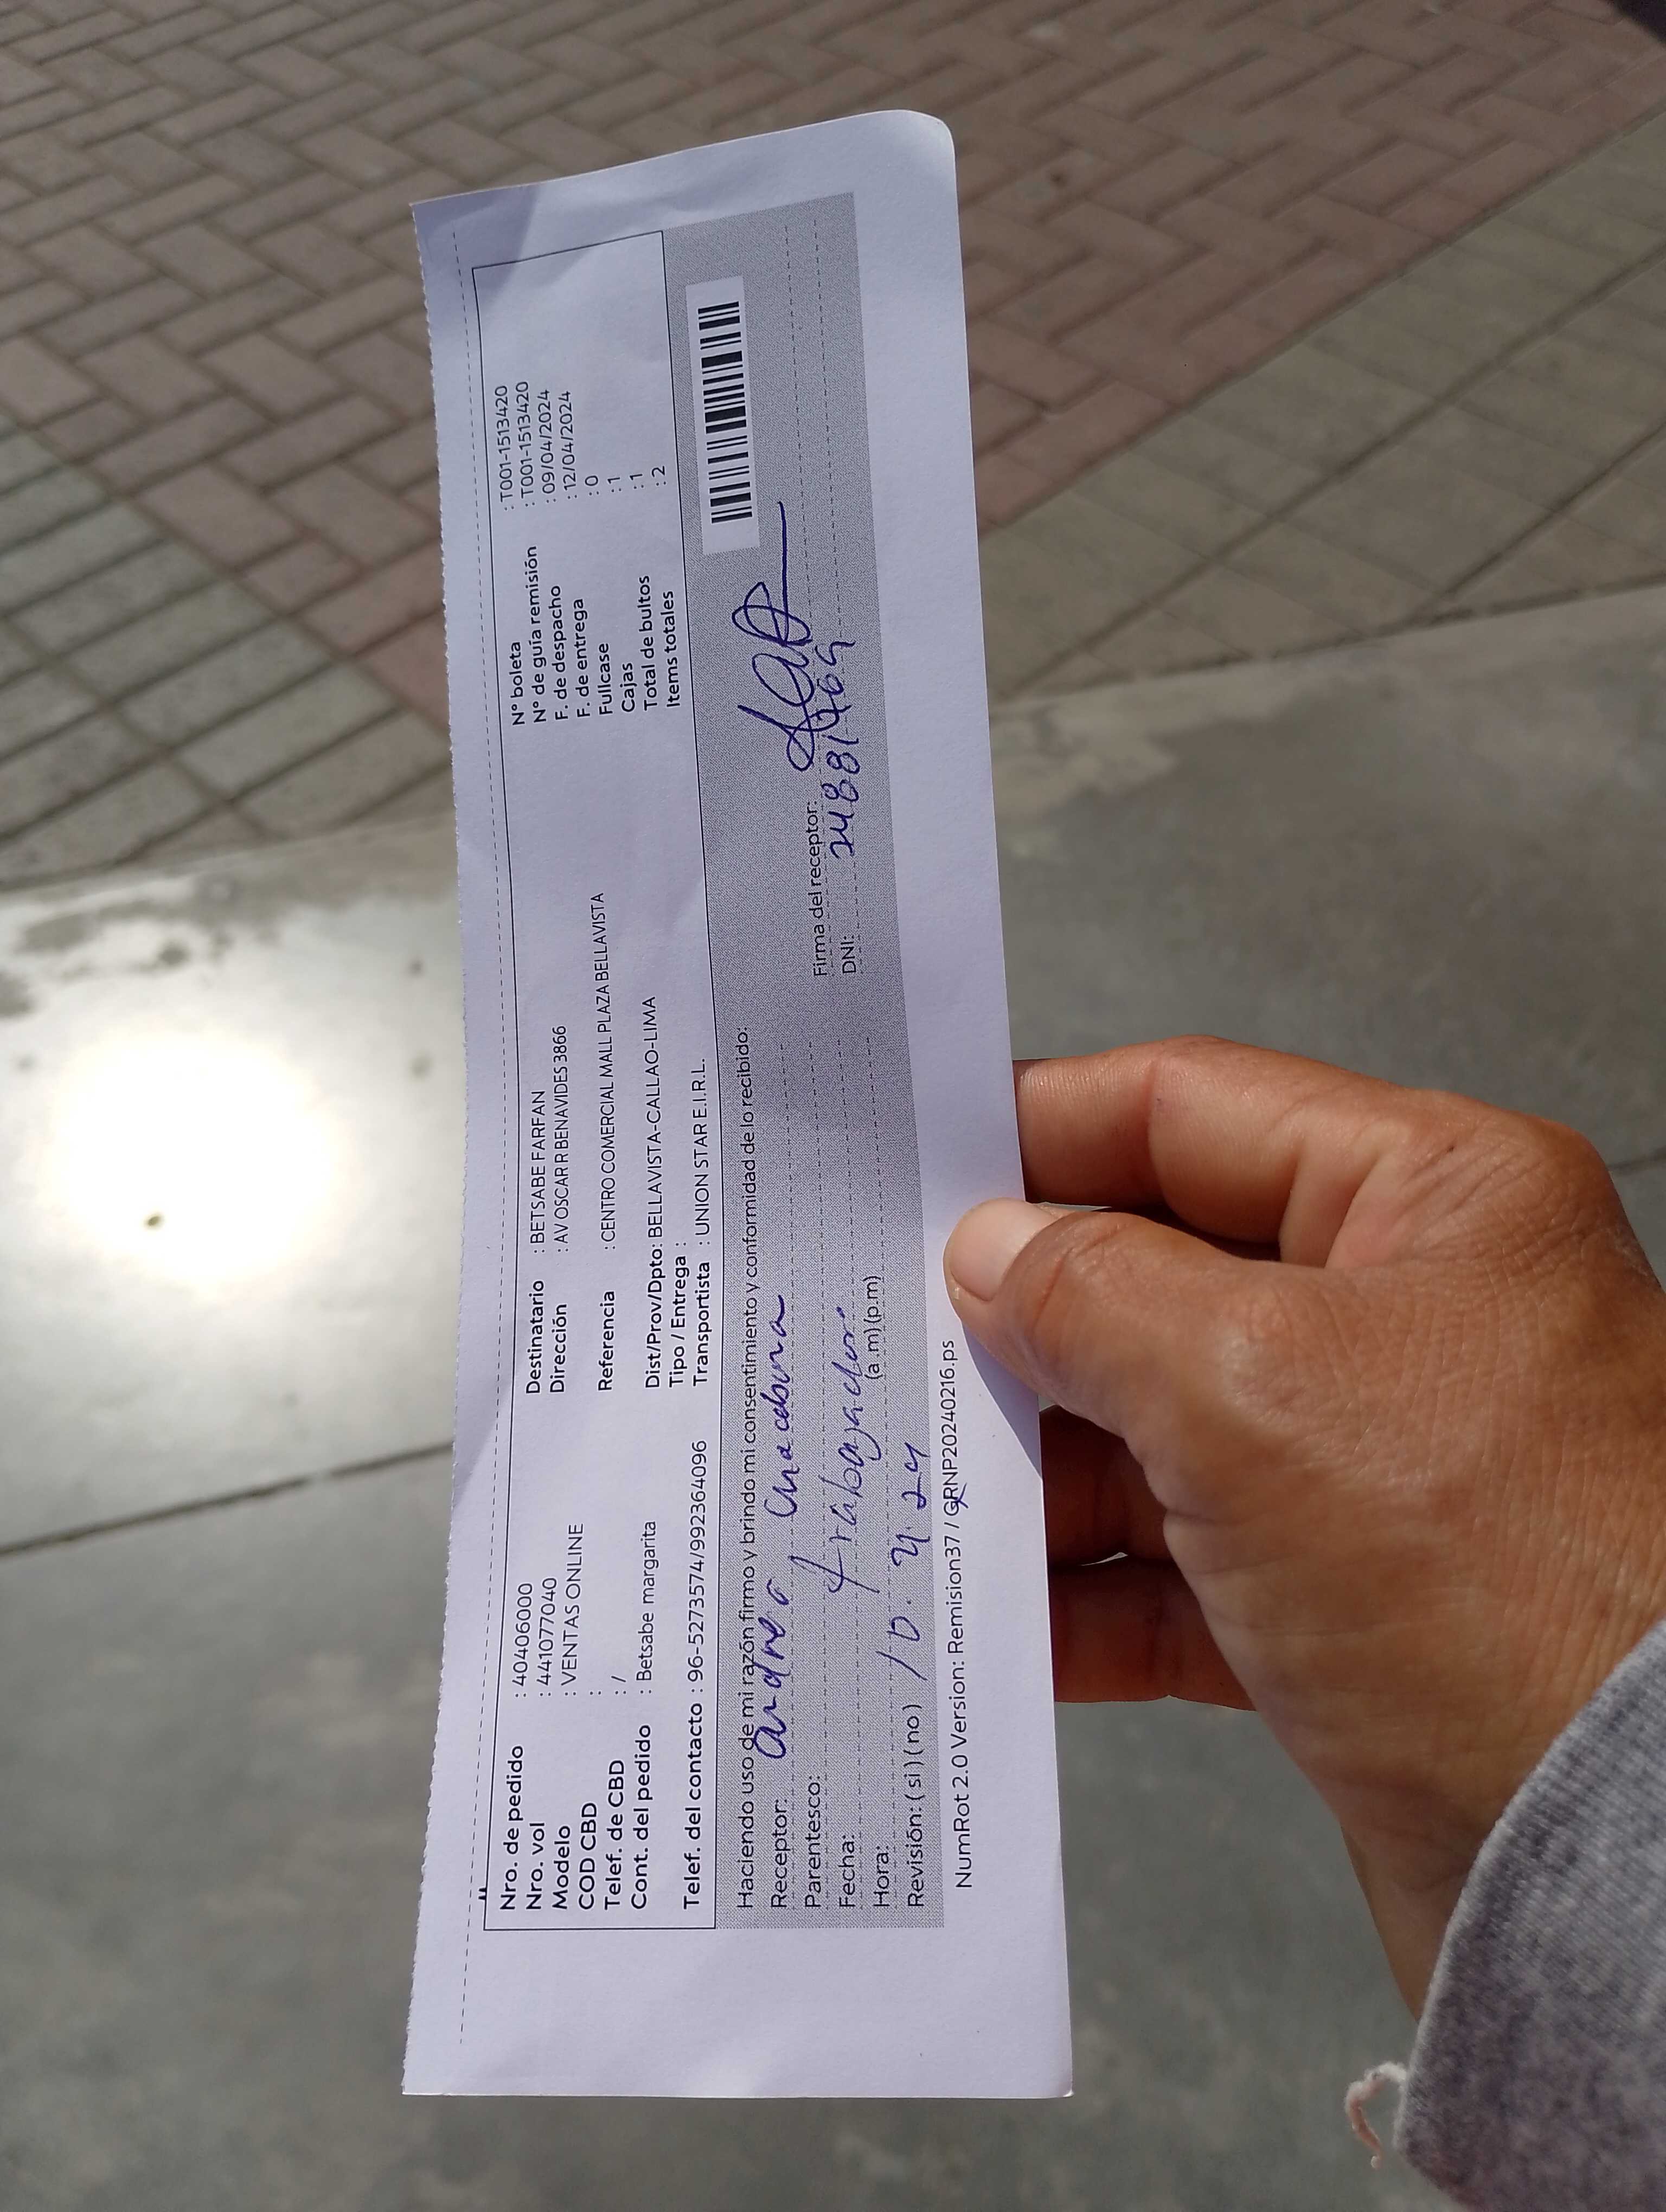 Nro. de pedido : 40406000
Nro. vol : 441077040
Modelo : VENTAS ONLINE
COD CBD :
Telef. de CBD : /
Cont. del pedido : Betsabe margarita
Telef. del contacto : 96-5273574/992364096
Destinatario : BETSABE FARFAN
Dirección : AV OSCAR R BENAVIDES 3866
Referencia : CENTRO COMERCIAL MALL PLAZA BELLAVISTA
Dist/Prov/Dpto: BELLAVISTA-CALLAO-LIMA
Tipo / Entrega :
Transportista : UNION STAR E.I.R.L.
N° boleta : T001-1513420
N° de guía remisión : T001-1513420
F. de despacho : 09/04/2024
F. de entrega : 12/04/2024
Fullcase : 0
Cajas : 1
Total de bultos : 1
Items totales : 2
Haciendo uso de mi razón firmo y brindo mi consentimiento y conformidad de lo recibido:
Receptor:
Parentesco: trabajador
Fecha:
Hora: (a.m)(p.m)
Revisión: ( si ) ( no ) 10. 4. 24
Firma del receptor:
DNI:
NumRot 2.0 Version: Remision37 / GRNP20240216.ps